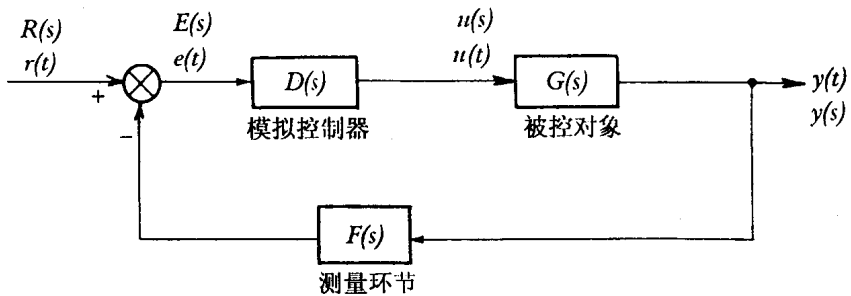 R(s)
r(t)
+
−
E(s)
e(t)
D(s)
模拟控制器
u(s)
u(t)
G(s)
被控对象
y(t)
y(s)
F(s)
测量环节